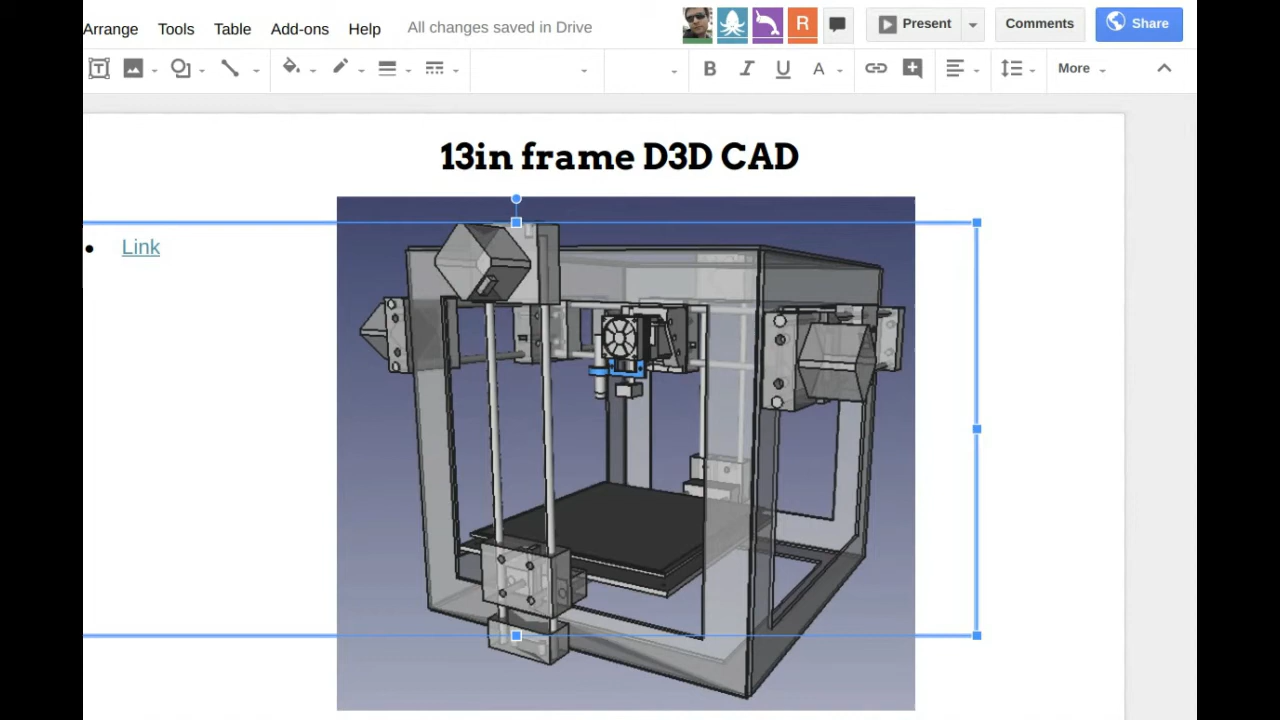 Arrange Tools Table Add-ons Help All changes saved in Drive R Present Comments Share
T B I U A More
13in frame D3D CAD
• Link